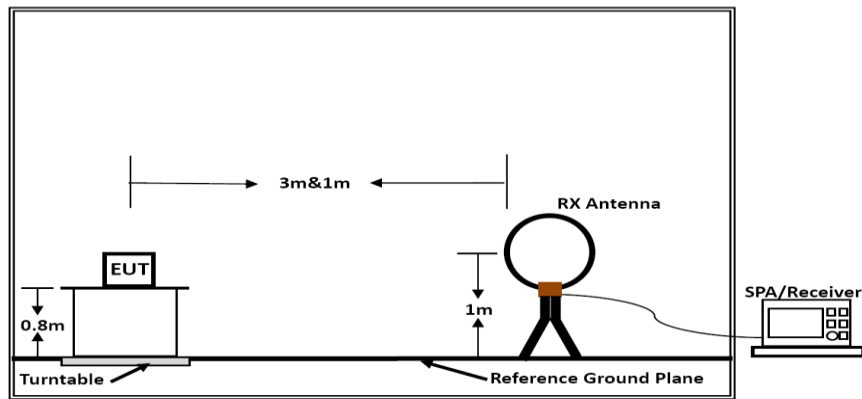 3m&1m
RX Antenna
EUT
SPA/Receiver
0.8m
1m
Turntable
Reference Ground Plane